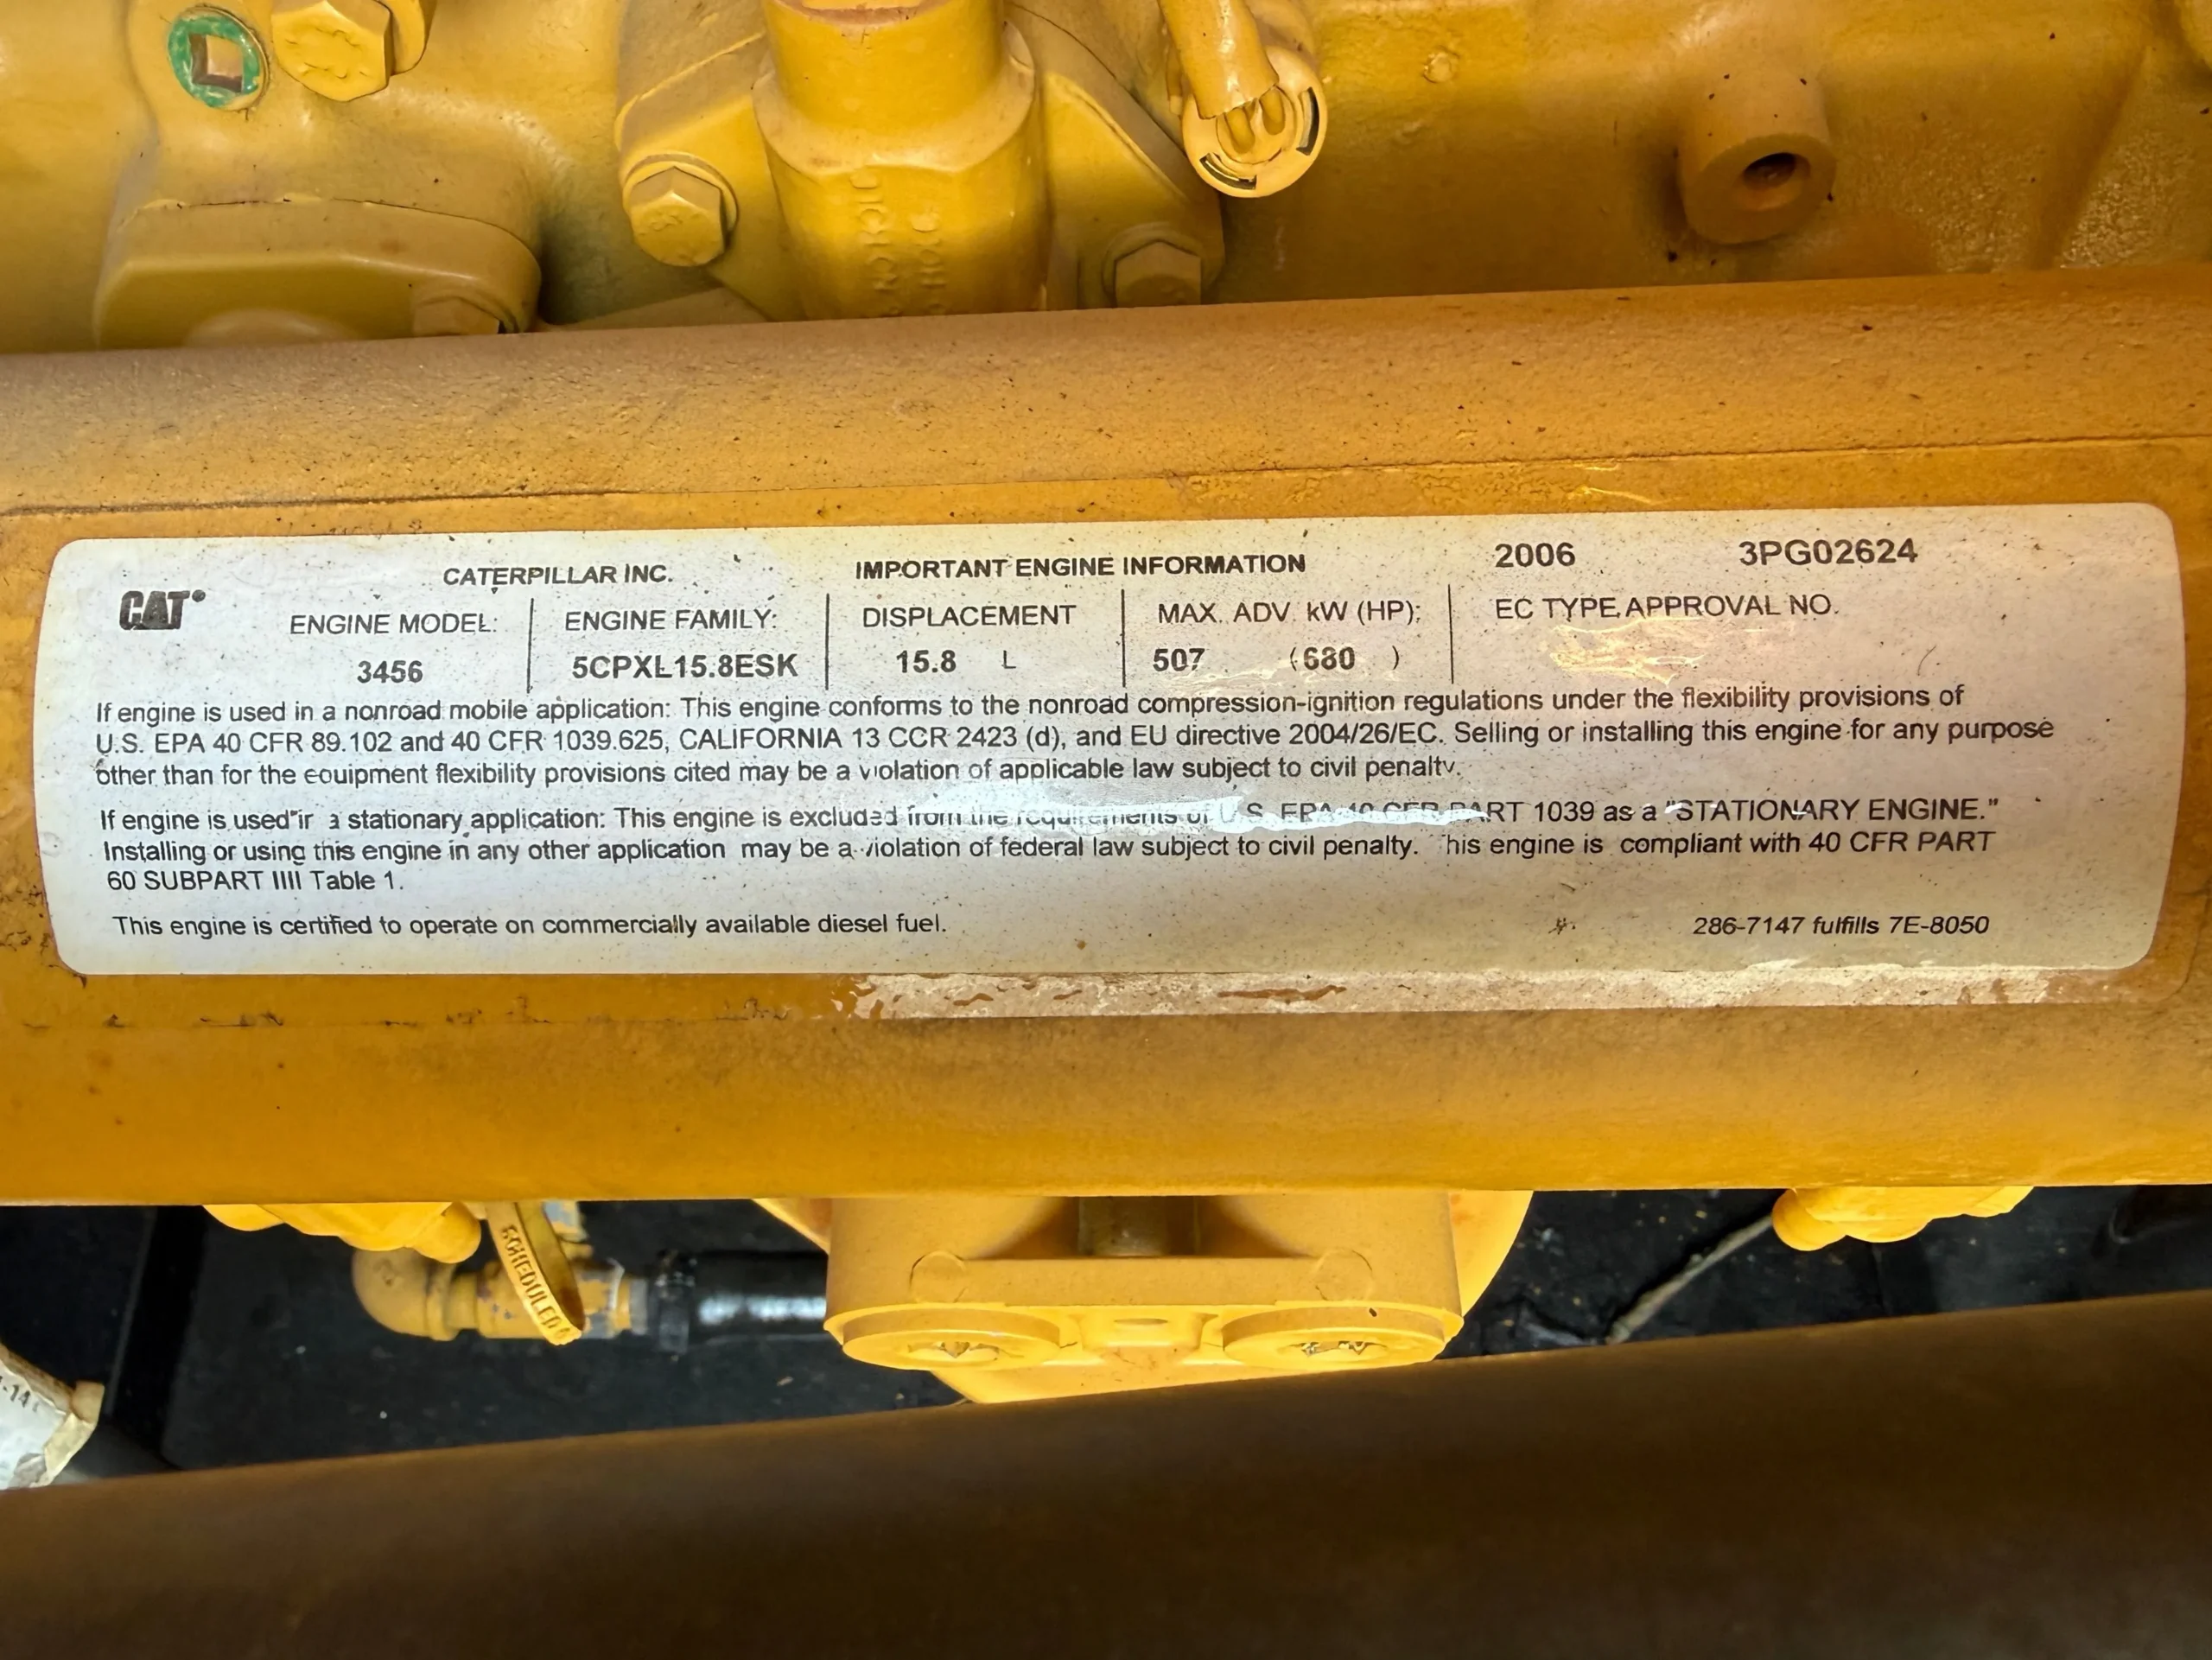 CATERPILLAR INC. IMPORTANT ENGINE INFORMATION 2006 3PG02624
CAT
ENGINE MODEL: ENGINE FAMILY: DISPLACEMENT MAX. ADV. kW (HP): EC TYPE APPROVAL NO.
3456 5CPXL15.8ESK 15.8 L 507 (680 )
If engine is used in a nonroad mobile application: This engine conforms to the nonroad compression-ignition regulations under the flexibility provisions of
U.S. EPA 40 CFR 89.102 and 40 CFR 1039.625, CALIFORNIA 13 CCR 2423 (d), and EU directive 2004/26/EC. Selling or installing this engine for any purpose
other than for the equipment flexibility provisions cited may be a violation of applicable law subject to civil penalty.
If engine is used in a stationary application: This engine is excluded from the requirements of U.S. EPA 40 CFR PART 1039 as a "STATIONARY ENGINE."
Installing or using this engine in any other application may be a violation of federal law subject to civil penalty. This engine is compliant with 40 CFR PART
60 SUBPART IIII Table 1.
This engine is certified to operate on commercially available diesel fuel. 286-7147 fulfills 7E-8050